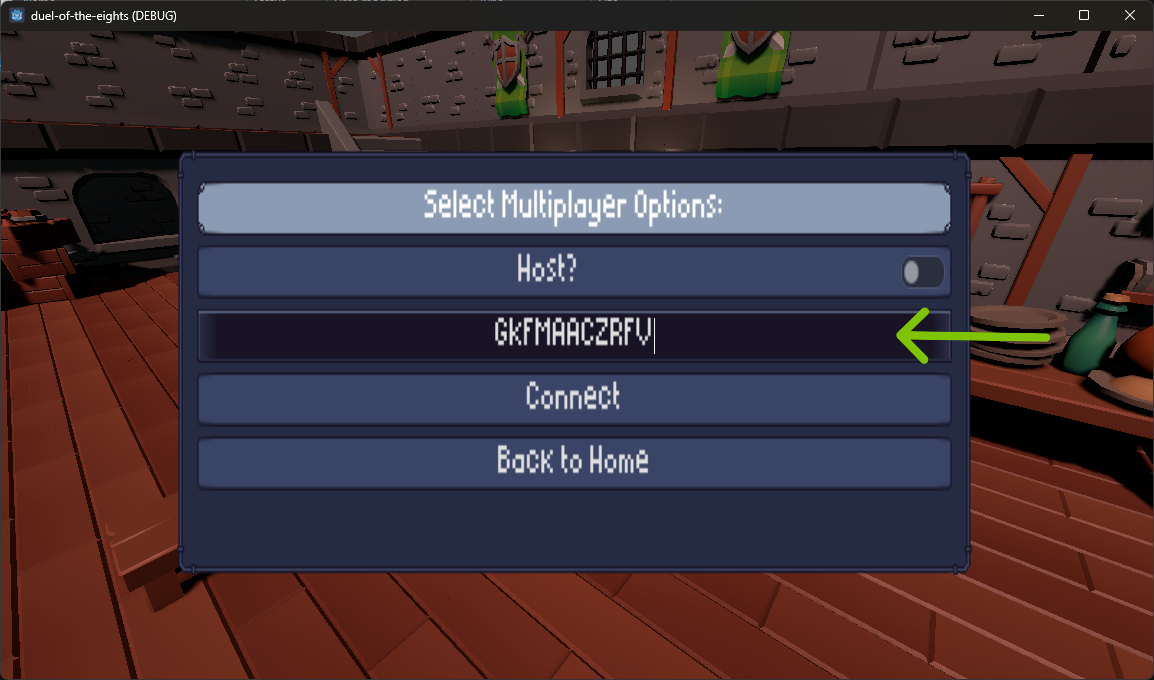 duel-of-the-eights (DEBUG)
Select Multiplayer Options:
Host?
GKFMAACZRFV
Connect
Back to Home